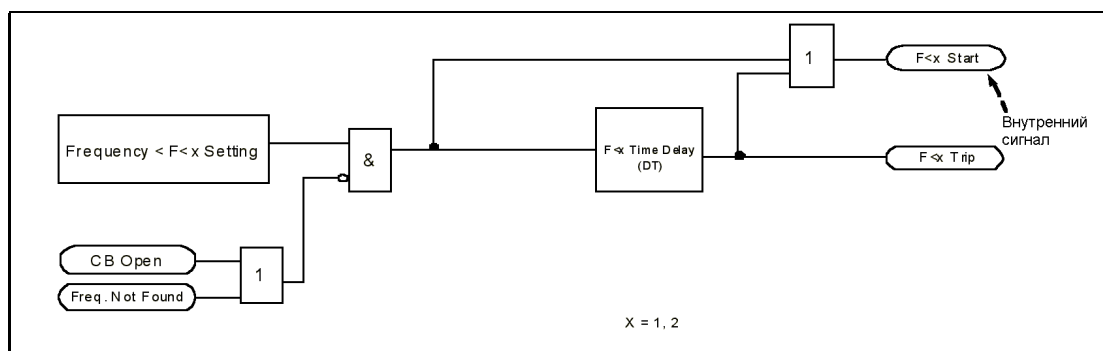 1
F<x Start
Внутренний
сигнал
Frequency < F<x Setting
&
F<x Time Delay
(DT)
F<x Trip
CB Open
1
Freq. Not Found
X = 1, 2